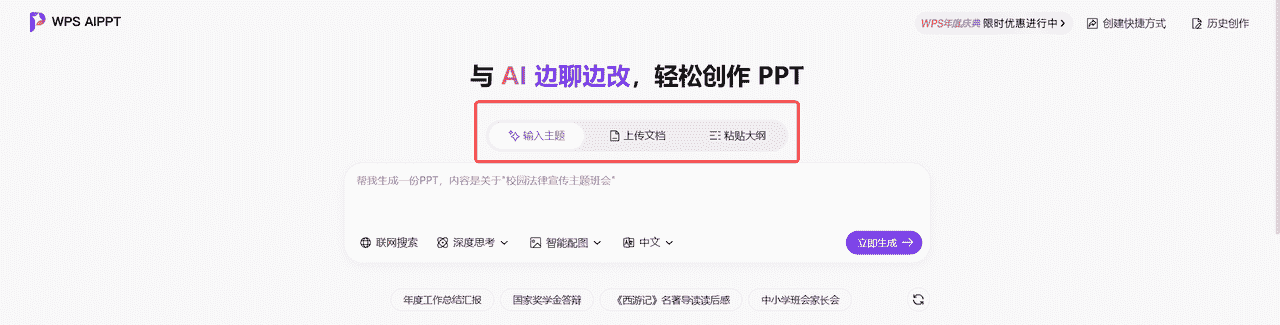 WPS AIPPT
WPS年度庆典 限时优惠进行中
创建快捷方式
历史创作
与 AI 边聊边改，轻松创作 PPT
输入主题
上传文档
粘贴大纲
帮我生成一份PPT，内容是关于"校园法律宣传主题班会"
联网搜索
深度思考
智能配图
中文
立即生成
年度工作总结汇报
国家奖学金答辩
《西游记》名著导读读后感
中小学班会家长会